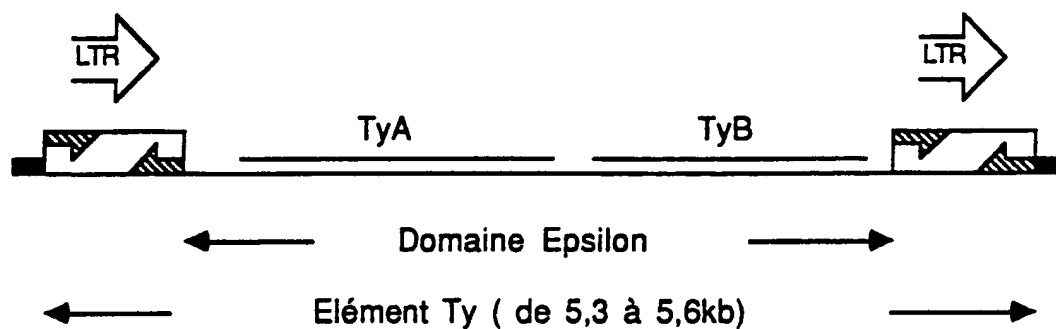 LTR LTR
TyA TyB
Domaine Epsilon
Elément Ty ( de 5,3 à 5,6kb)